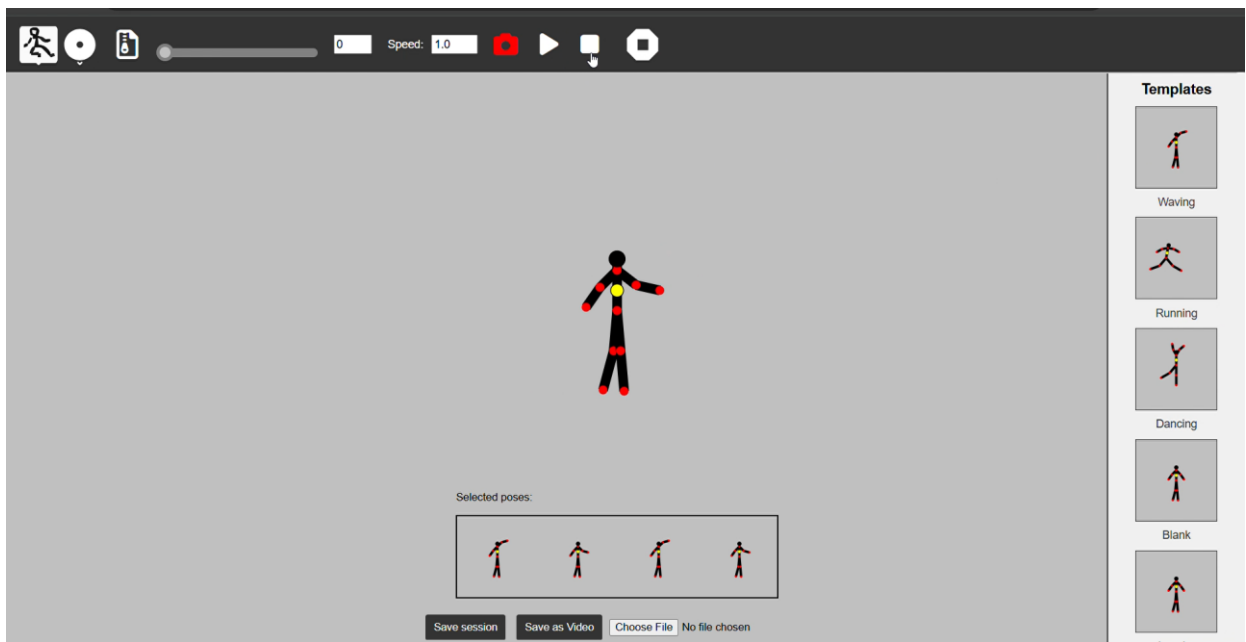 0 Speed: 1.0
Templates
Waving
Running
Dancing
Blank
Selected poses:
Save session Save as Video Choose File No file chosen